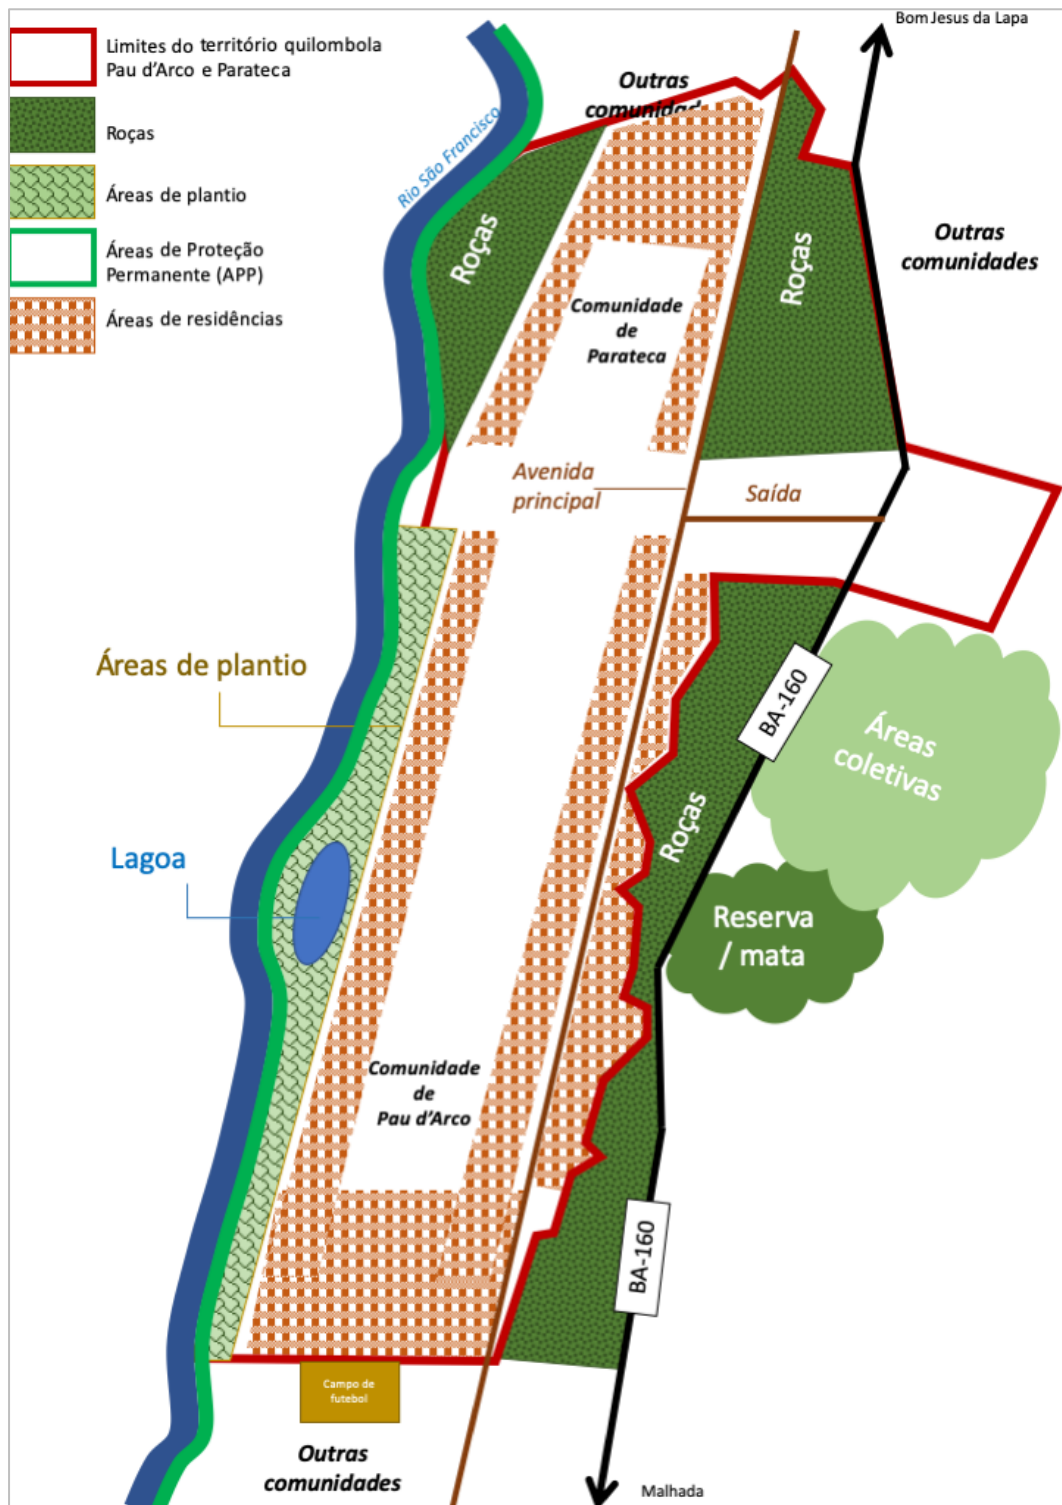 Bom Jesus da Lapa
Limites do território quilombola
Pau d'Arco e Parateca
Roças
Áreas de plantio
Áreas de Proteção
Permanente (APP)
Áreas de residências
Outras
comunidad
Rio São Francisco
Roças
Roças
Outras
comunidades
Comunidade
de
Parateca
Avenida
principal
Saída
Áreas de plantio
BA-160
Áreas
coletivas
Roças
Lagoa
Reserva
/ mata
Comunidade
de
Pau d'Arco
BA-160
Campo de
futebol
Outras
comunidades
Malhada